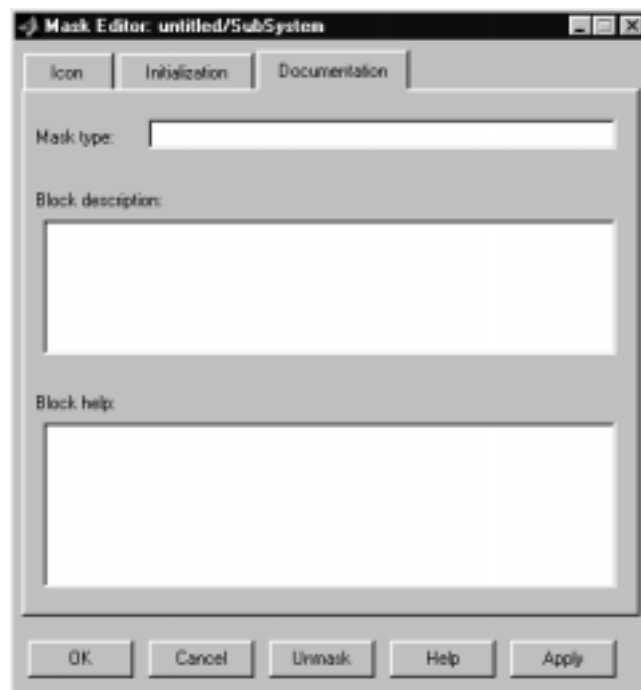 Mask Editor: untitled/SubSystem
Icon Initialization Documentation
Mask type:
Block description:
Block help:
OK Cancel Unmask Help Apply